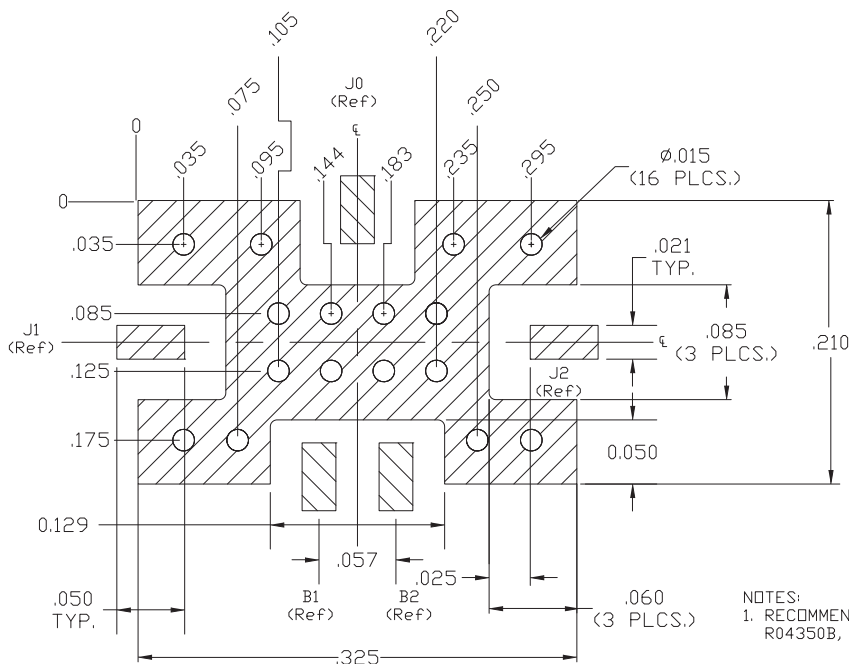 .105
.220
J0
(Ref)
.075
.250
0
℄
.035
.095
.144
.183
.235
.295
Ø.015
(16 PLCS.)
0
.035
.021
TYP.
J1
(Ref)
.085
℄
.085
(3 PLCS.)
.210
.125
J2
(Ref)
.175
0.050
0.129
.057
.025
.050
TYP.
B1
(Ref)
B2
(Ref)
.060
(3 PLCS.)
NOTES:
1. RECOMMEN
RO4350B,
.325